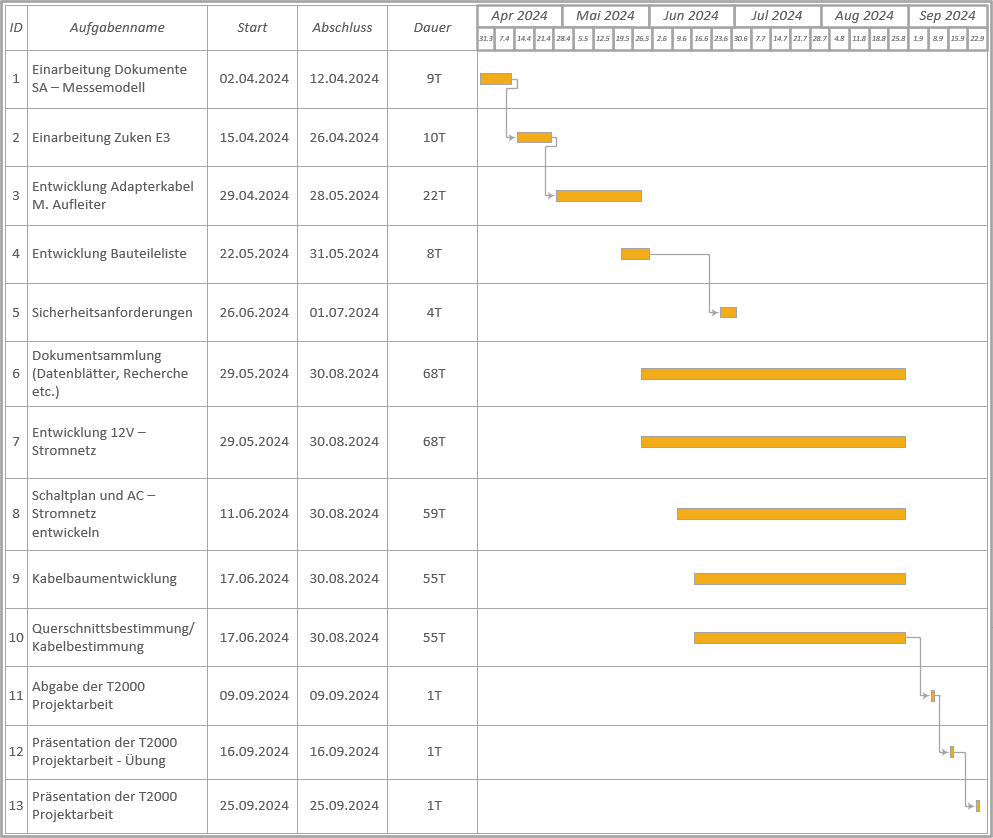 ID Aufgabenname Start Abschluss Dauer Apr 2024 Mai 2024 Jun 2024 Jul 2024 Aug 2024 Sep 2024
31.3 7.4 14.4 21.4 28.4 5.5 12.5 19.5 26.5 2.6 9.6 16.6 23.6 30.6 7.7 14.7 21.7 28.7 4.8 11.8 18.8 25.8 1.9 8.9 15.9 22.9
1 Einarbeitung Dokumente 02.04.2024 12.04.2024 9T
SA – Messemodell
2 Einarbeitung Zuken E3 15.04.2024 26.04.2024 10T
3 Entwicklung Adapterkabel 29.04.2024 28.05.2024 22T
M. Aufleiter
4 Entwicklung Bauteileliste 22.05.2024 31.05.2024 8T
5 Sicherheitsanforderungen 26.06.2024 01.07.2024 4T
Dokumentsammlung
6 (Datenblätter, Recherche 29.05.2024 30.08.2024 68T
etc.)
7 Entwicklung 12V – 29.05.2024 30.08.2024 68T
Stromnetz
Schaltplan und AC –
8 Stromnetz 11.06.2024 30.08.2024 59T
entwickeln
9 Kabelbaumentwicklung 17.06.2024 30.08.2024 55T
10 Querschnittsbestimmung/ 17.06.2024 30.08.2024 55T
Kabelbestimmung
11 Abgabe der T2000 09.09.2024 09.09.2024 1T
Projektarbeit
12 Präsentation der T2000 16.09.2024 16.09.2024 1T
Projektarbeit - Übung
13 Präsentation der T2000 25.09.2024 25.09.2024 1T
Projektarbeit